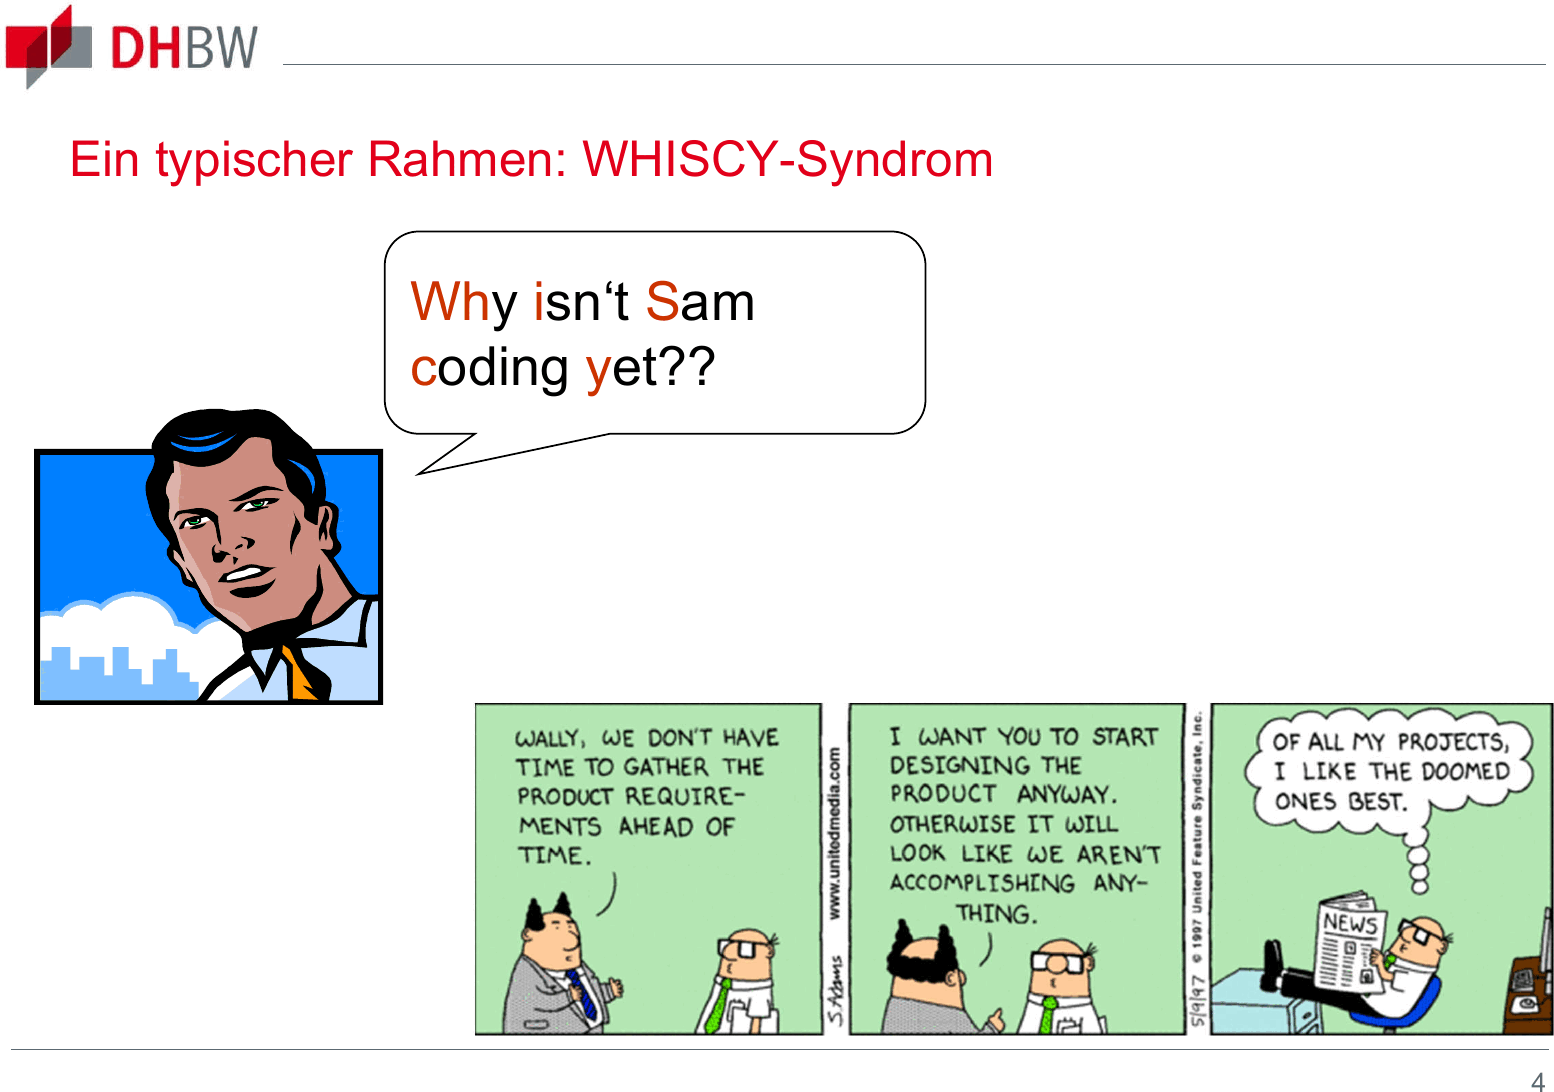 DHBW
Ein typischer Rahmen: WHISCY-Syndrom
Why isn‘t Sam
coding yet??
WALLY, WE DON'T HAVE
TIME TO GATHER THE
PRODUCT REQUIRE-
MENTS AHEAD OF
TIME.
www.unitedmedia.com
S.Adams
I WANT YOU TO START
DESIGNING THE
PRODUCT ANYWAY.
OTHERWISE IT WILL
LOOK LIKE WE AREN'T
ACCOMPLISHING ANY-
THING.
5/9/97 © 1997 United Feature Syndicate, Inc.
OF ALL MY PROJECTS,
I LIKE THE DOOMED
ONES BEST.
NEWS
4